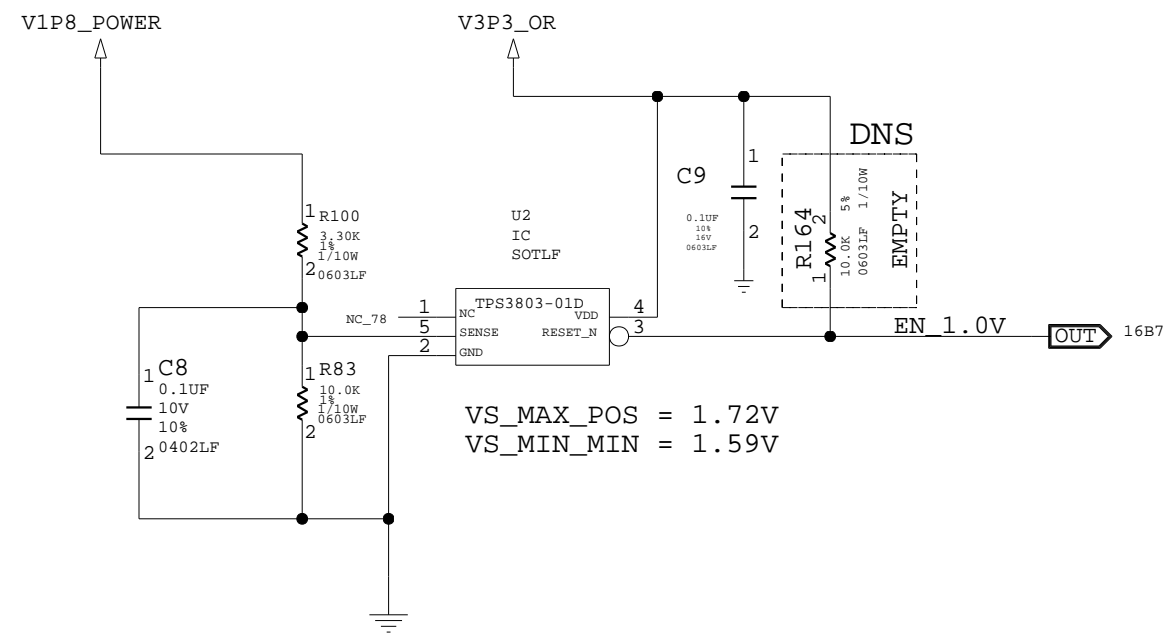 V1P8_POWER
V3P3_OR
DNS
1
C9
0.1UF
10%
16V
0603LF
2
R164
2
1
10.0K 5%
0603LF 1/10W
EMPTY
U2
IC
SOTLF
1
R100
3.30K
1%
1/10W
2
0603LF
TPS3803-01D
NC_78
1
NC
VDD
4
5
SENSE
RESET_N
3
2
GND
EN_1.0V
OUT
16B7
1
C8
0.1UF
10V
10%
2
0402LF
1
R83
10.0K
1%
1/10W
0603LF
2
VS_MAX_POS = 1.72V
VS_MIN_MIN = 1.59V